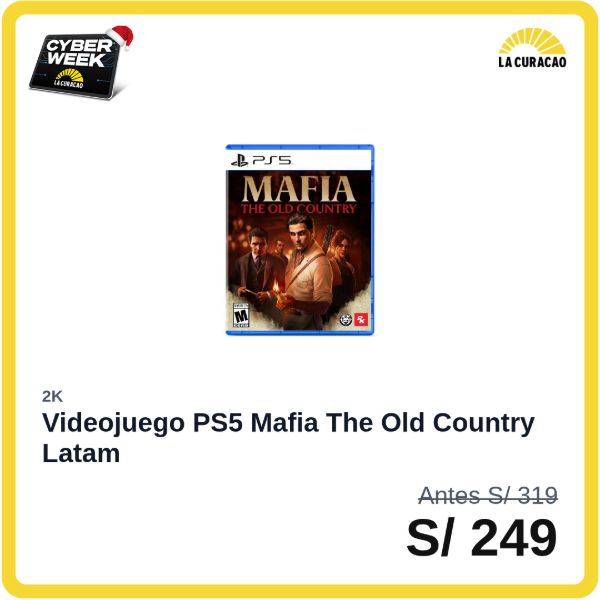 CYBER
WEEK
LA CURACAO
LA CURACAO
PS5
MAFIA
THE OLD COUNTRY
M
2K
2K
Videojuego PS5 Mafia The Old Country
Latam
Antes S/ 319
S/ 249